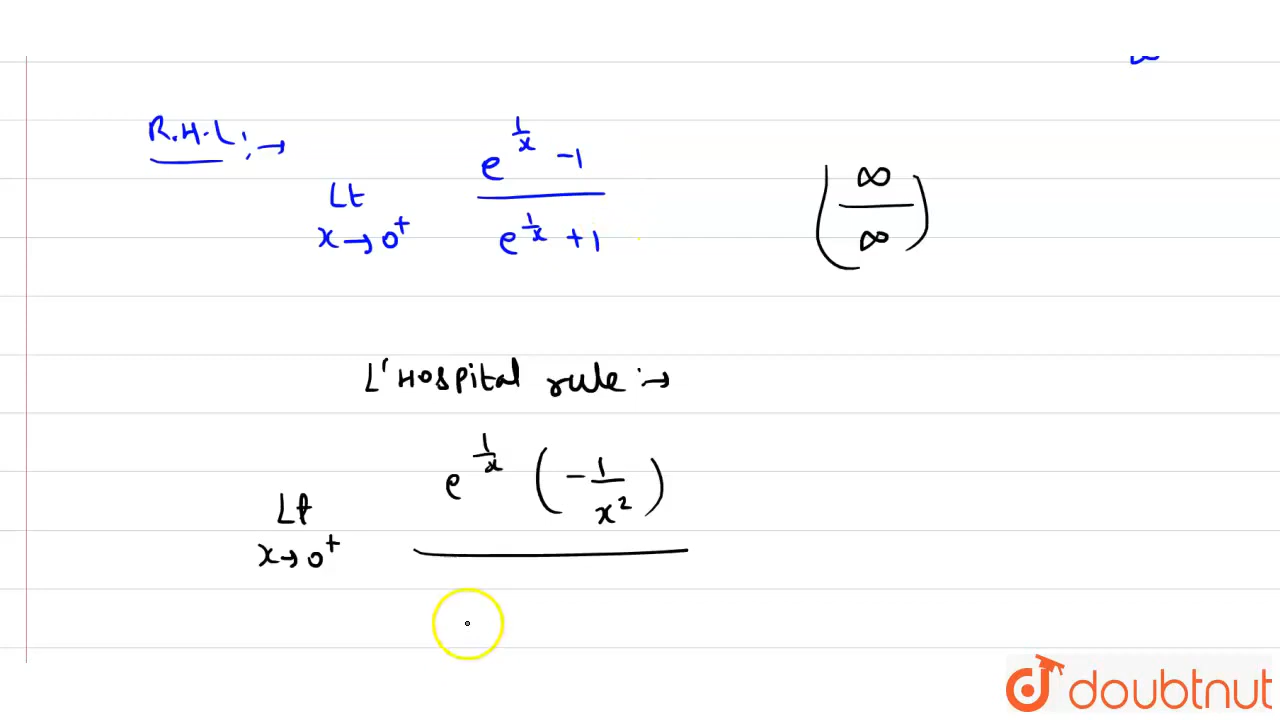 R.H.L:→
Lt x→0⁺ (e^(1/x) -1)/(e^(1/x) +1) (∞/∞)
L'Hospital rule:→
Lt x→0⁺ e^(1/x) (-1/x²)
doubtnut